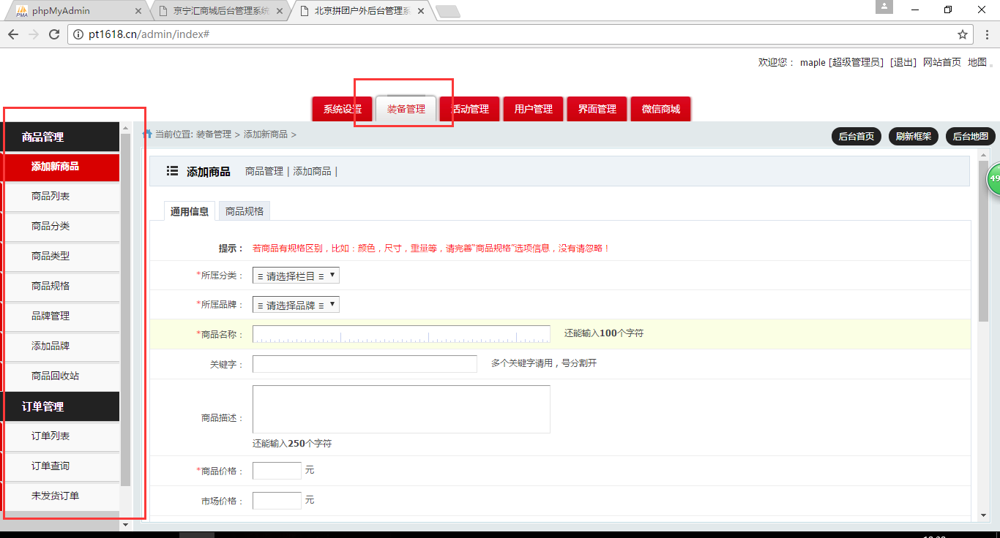 phpMyAdmin
京宁汇商城后台管理系统
北京拼团户外后台管理系
pt1618.cn/admin/index#
欢迎您： maple [超级管理员] [退出] 网站首页 地图
系统设置 装备管理 活动管理 用户管理 界面管理 微信商城
当前位置: 装备管理 > 添加新商品 >
后台首页 刷新框架 后台地图
商品管理
添加新商品
商品列表
商品分类
商品类型
商品规格
品牌管理
添加品牌
商品回收站
订单管理
订单列表
订单查询
未发货订单
添加商品 商品管理 | 添加商品 |
通用信息 商品规格
提示： 若商品有规格区别，比如：颜色，尺寸，重量等，请完善“商品规格”选项信息，没有请忽略！
*所属分类： ≡ 请选择栏目 ≡
*所属品牌： ≡ 请选择品牌 ≡
*商品名称： 还能输入100个字符
关键字： 多个关键字请用，号分割开
商品描述：
还能输入250个字符
*商品价格： 元
市场价格： 元
49